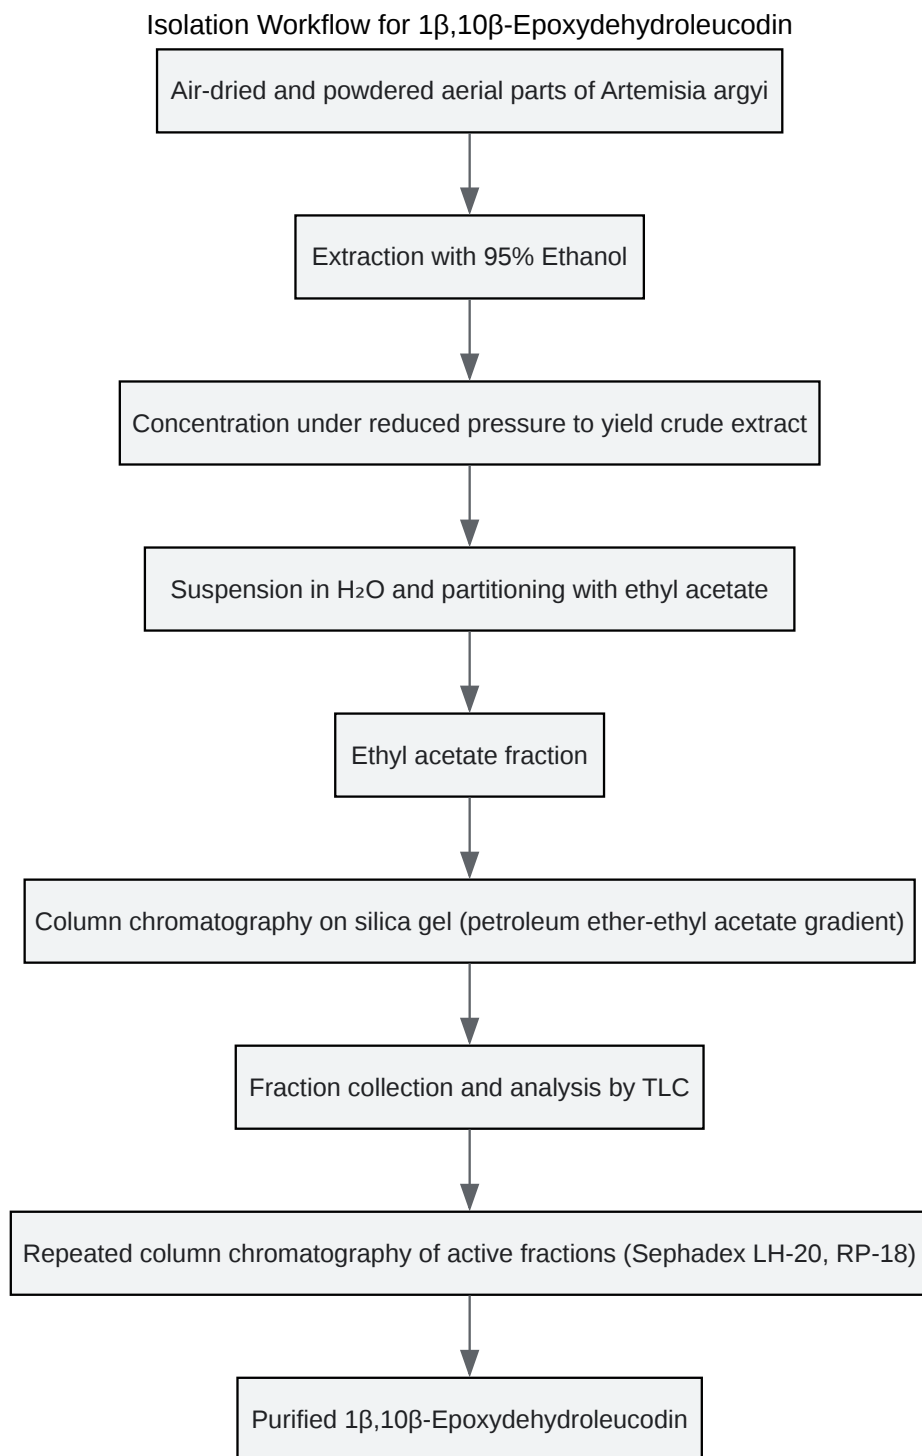 Isolation Workflow for 1β,10β-Epoxydehydroleucodin
Air-dried and powdered aerial parts of Artemisia argyi
Extraction with 95% Ethanol
Concentration under reduced pressure to yield crude extract
Suspension in H₂O and partitioning with ethyl acetate
Ethyl acetate fraction
Column chromatography on silica gel (petroleum ether-ethyl acetate gradient)
Fraction collection and analysis by TLC
Repeated column chromatography of active fractions (Sephadex LH-20, RP-18)
Purified 1β,10β-Epoxydehydroleucodin